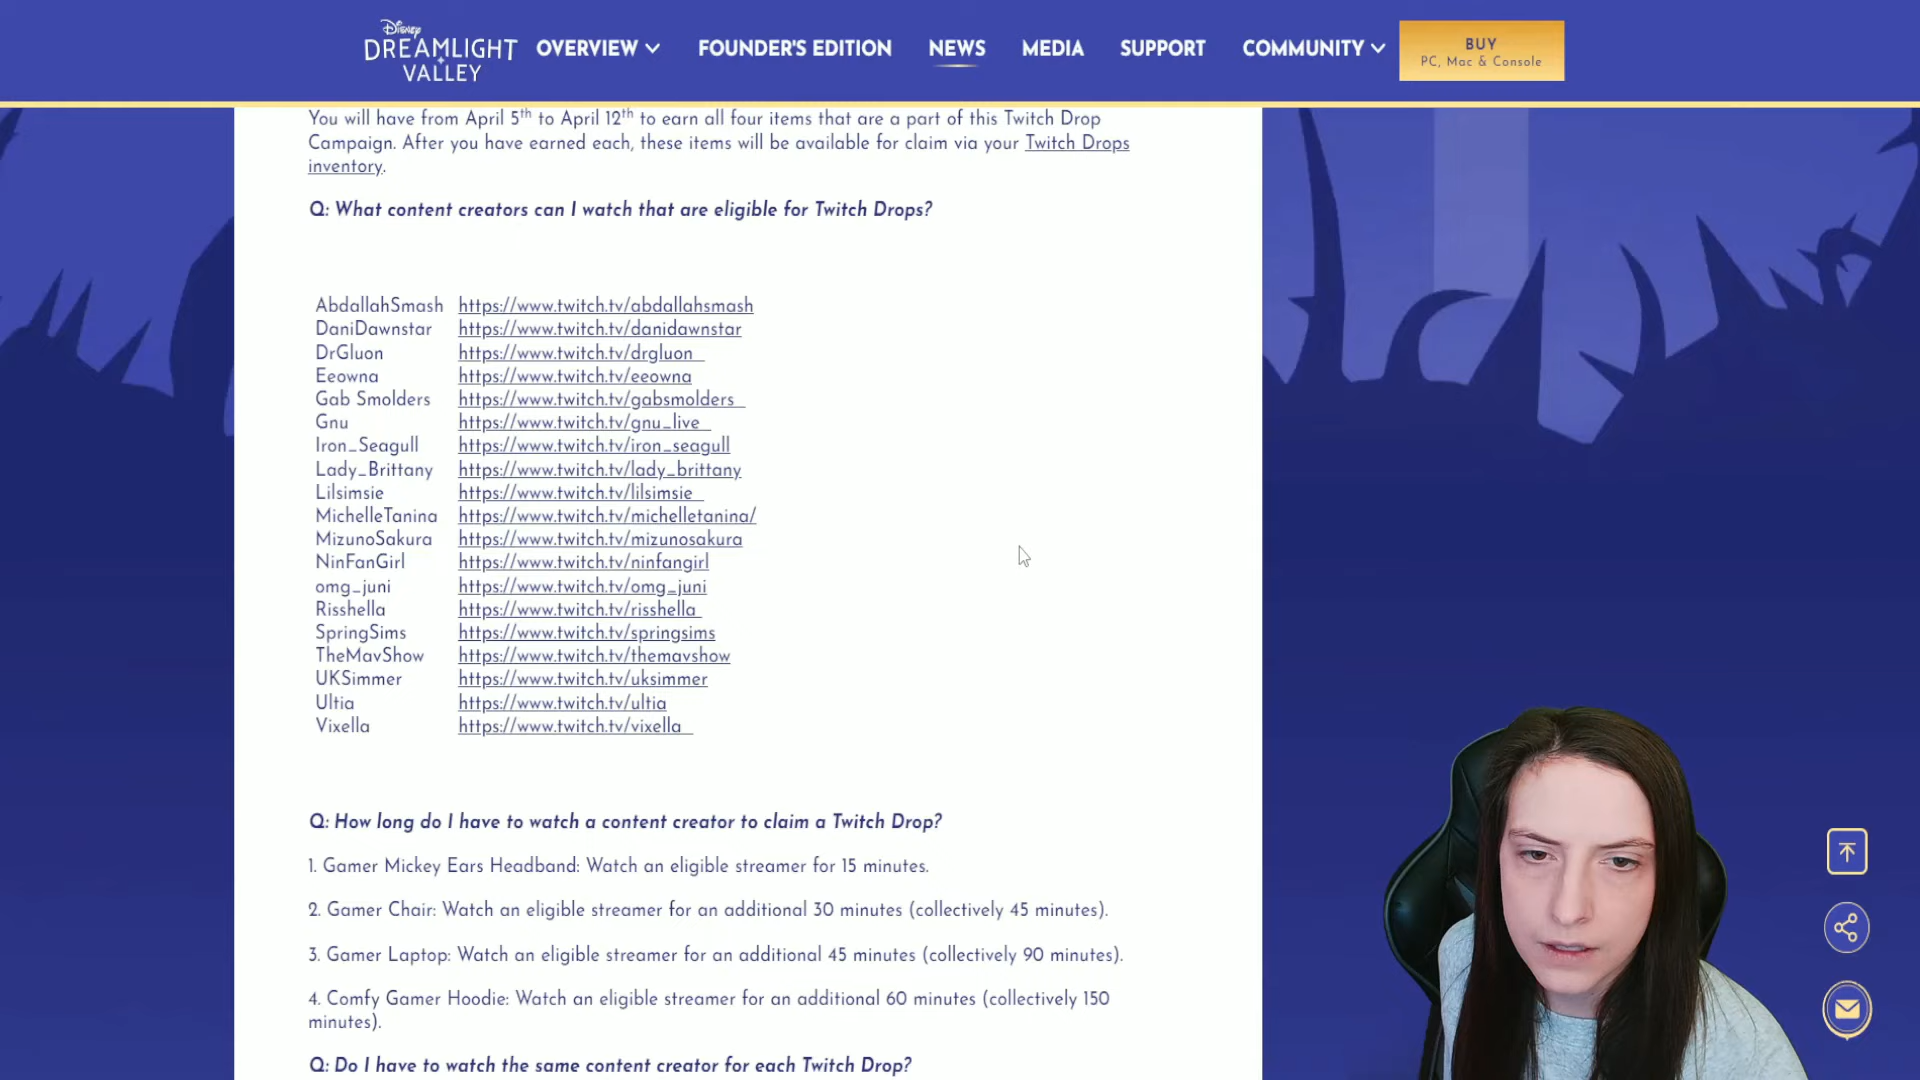 Disney
DREAMLIGHT
VALLEY
OVERVIEW
FOUNDER'S EDITION
NEWS
MEDIA
SUPPORT
COMMUNITY
BUY
PC, Mac & Console
You will have from April 5th to April 12th to earn all four items that are a part of this Twitch Drop
Campaign. After you have earned each, these items will be available for claim via your Twitch Drops
inventory.
Q: What content creators can I watch that are eligible for Twitch Drops?
AbdallahSmash https://www.twitch.tv/abdallahsmash
DaniDawnstar https://www.twitch.tv/danidawnstar
DrGluon https://www.twitch.tv/drgluon
Eeowna https://www.twitch.tv/eeowna
Gab Smolders https://www.twitch.tv/gabsmolders
Gnu https://www.twitch.tv/gnu_live
Iron_Seagull https://www.twitch.tv/iron_seagull
Lady_Brittany https://www.twitch.tv/lady_brittany
Lilsimsie https://www.twitch.tv/lilsimsie
MichelleTanina https://www.twitch.tv/michelletanina/
MizunoSakura https://www.twitch.tv/mizunosakura
NinFanGirl https://www.twitch.tv/ninfangirl
omg_juni https://www.twitch.tv/omg_juni
Risshella https://www.twitch.tv/risshella
SpringSims https://www.twitch.tv/springsims
TheMavShow https://www.twitch.tv/themavshow
UKSimmer https://www.twitch.tv/uksimmer
Ultia https://www.twitch.tv/ultia
Vixella https://www.twitch.tv/vixella
Q: How long do I have to watch a content creator to claim a Twitch Drop?
1. Gamer Mickey Ears Headband: Watch an eligible streamer for 15 minutes.
2. Gamer Chair: Watch an eligible streamer for an additional 30 minutes (collectively 45 minutes).
3. Gamer Laptop: Watch an eligible streamer for an additional 45 minutes (collectively 90 minutes).
4. Comfy Gamer Hoodie: Watch an eligible streamer for an additional 60 minutes (collectively 150
minutes).
Q: Do I have to watch the same content creator for each Twitch Drop?